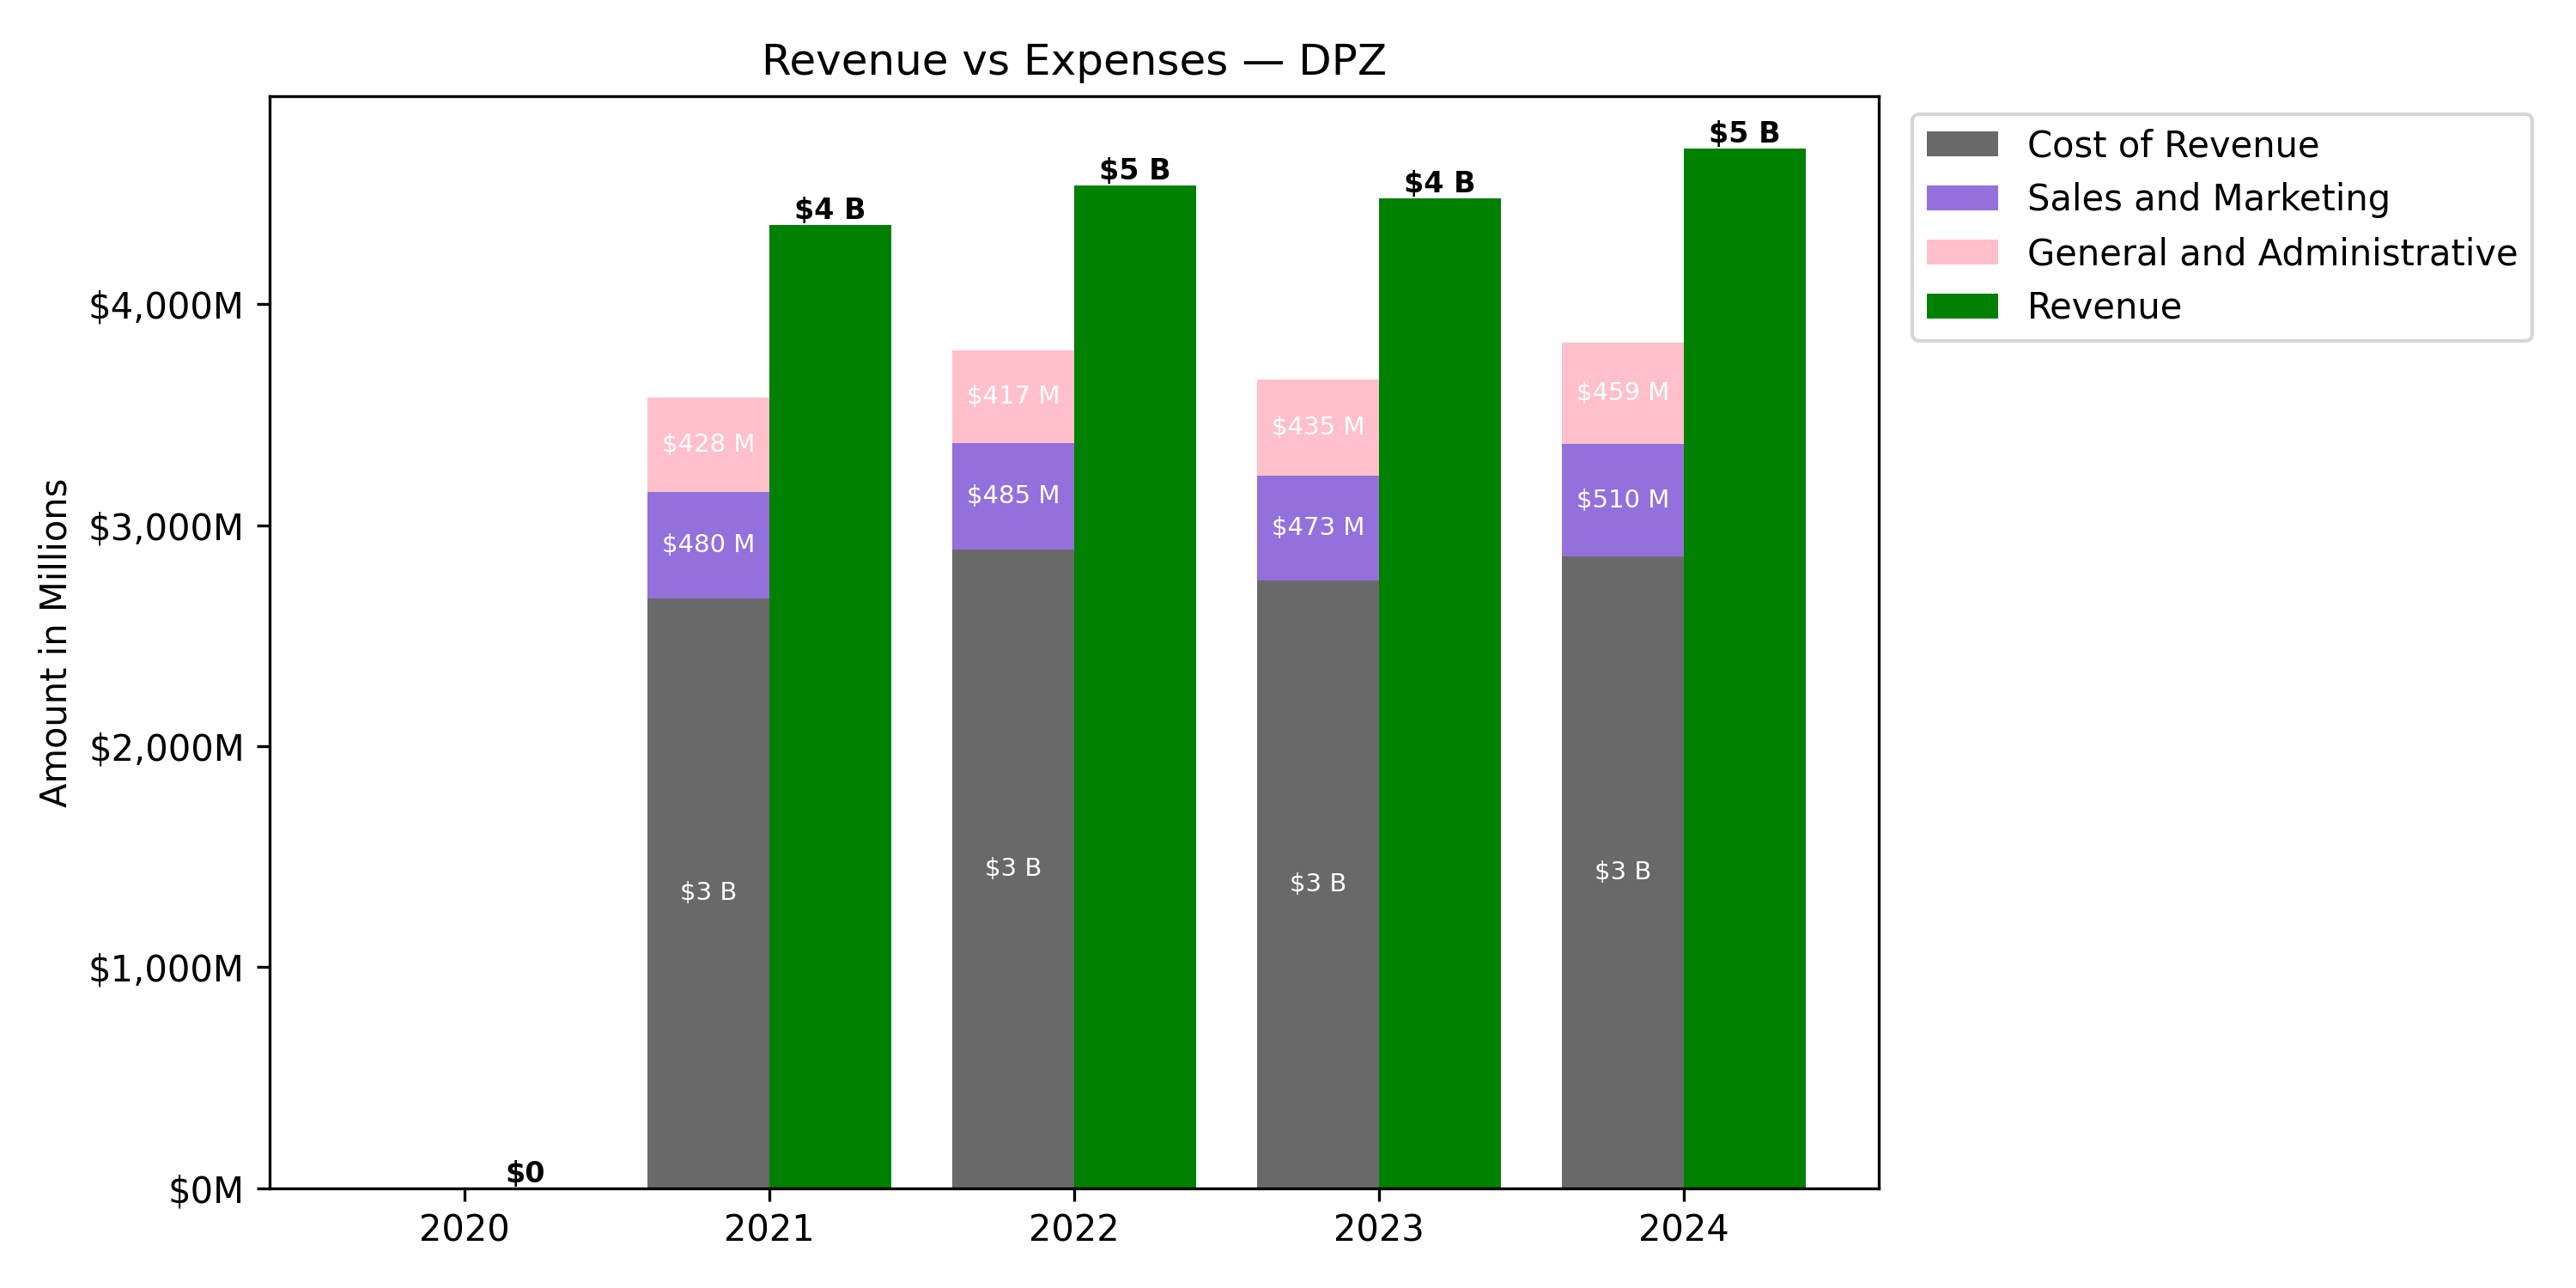 Revenue vs Expenses — DPZ
Cost of Revenue
Sales and Marketing
General and Administrative
Revenue
Amount in Millions
$4,000M
$3,000M
$2,000M
$1,000M
$0M
$0
$4 B
$428 M
$480 M
$3 B
$5 B
$417 M
$485 M
$3 B
$4 B
$435 M
$473 M
$3 B
$5 B
$459 M
$510 M
$3 B
2020
2021
2022
2023
2024